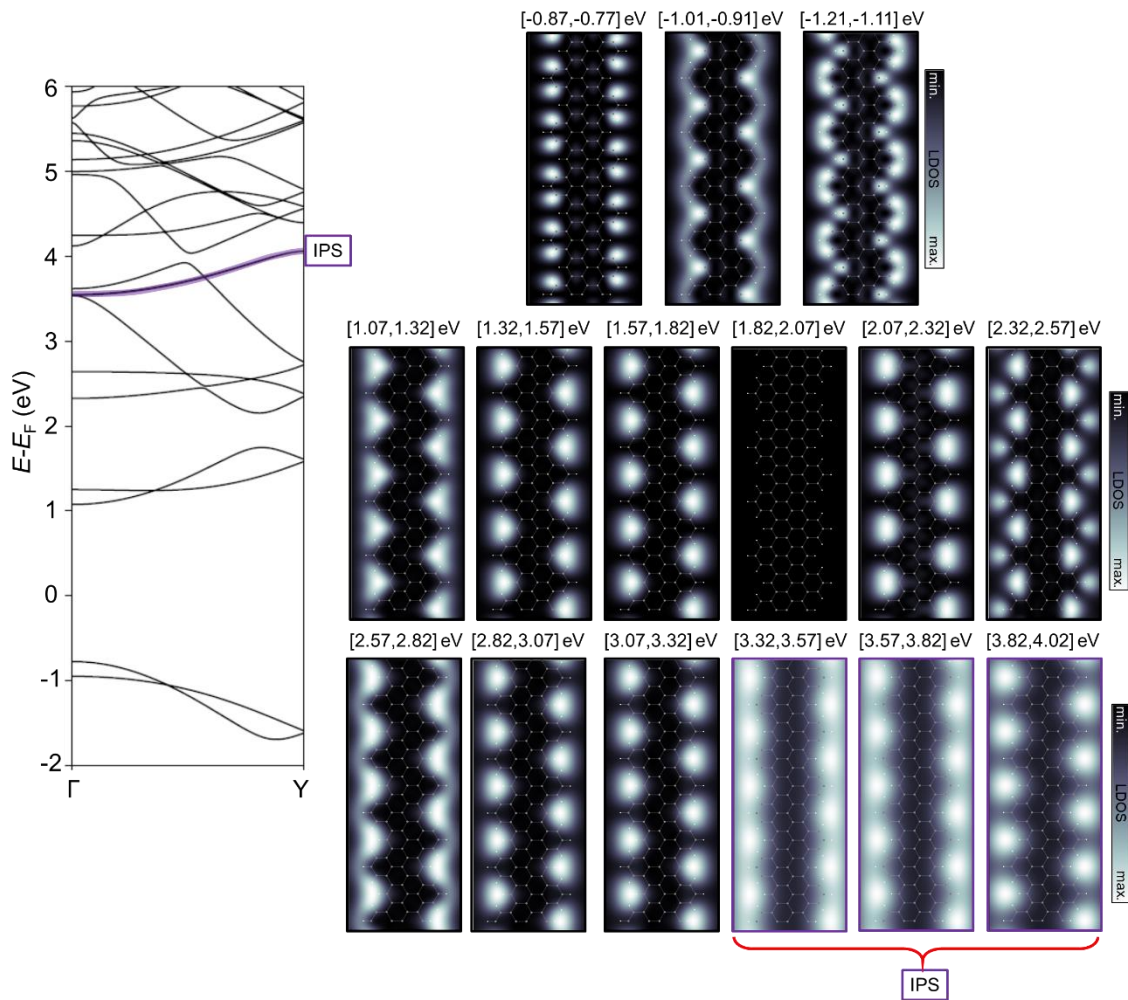 [-0.87,-0.77] eV
[-1.01,-0.91] eV
[-1.21,-1.11] eV
min.
LDOS
max.
6
5
4
3
2
1
0
-1
-2
E-EF (eV)
Γ
Y
IPS
[1.07,1.32] eV
[1.32,1.57] eV
[1.57,1.82] eV
[1.82,2.07] eV
[2.07,2.32] eV
[2.32,2.57] eV
min.
LDOS
max.
[2.57,2.82] eV
[2.82,3.07] eV
[3.07,3.32] eV
[3.32,3.57] eV
[3.57,3.82] eV
[3.82,4.02] eV
min.
LDOS
max.
IPS